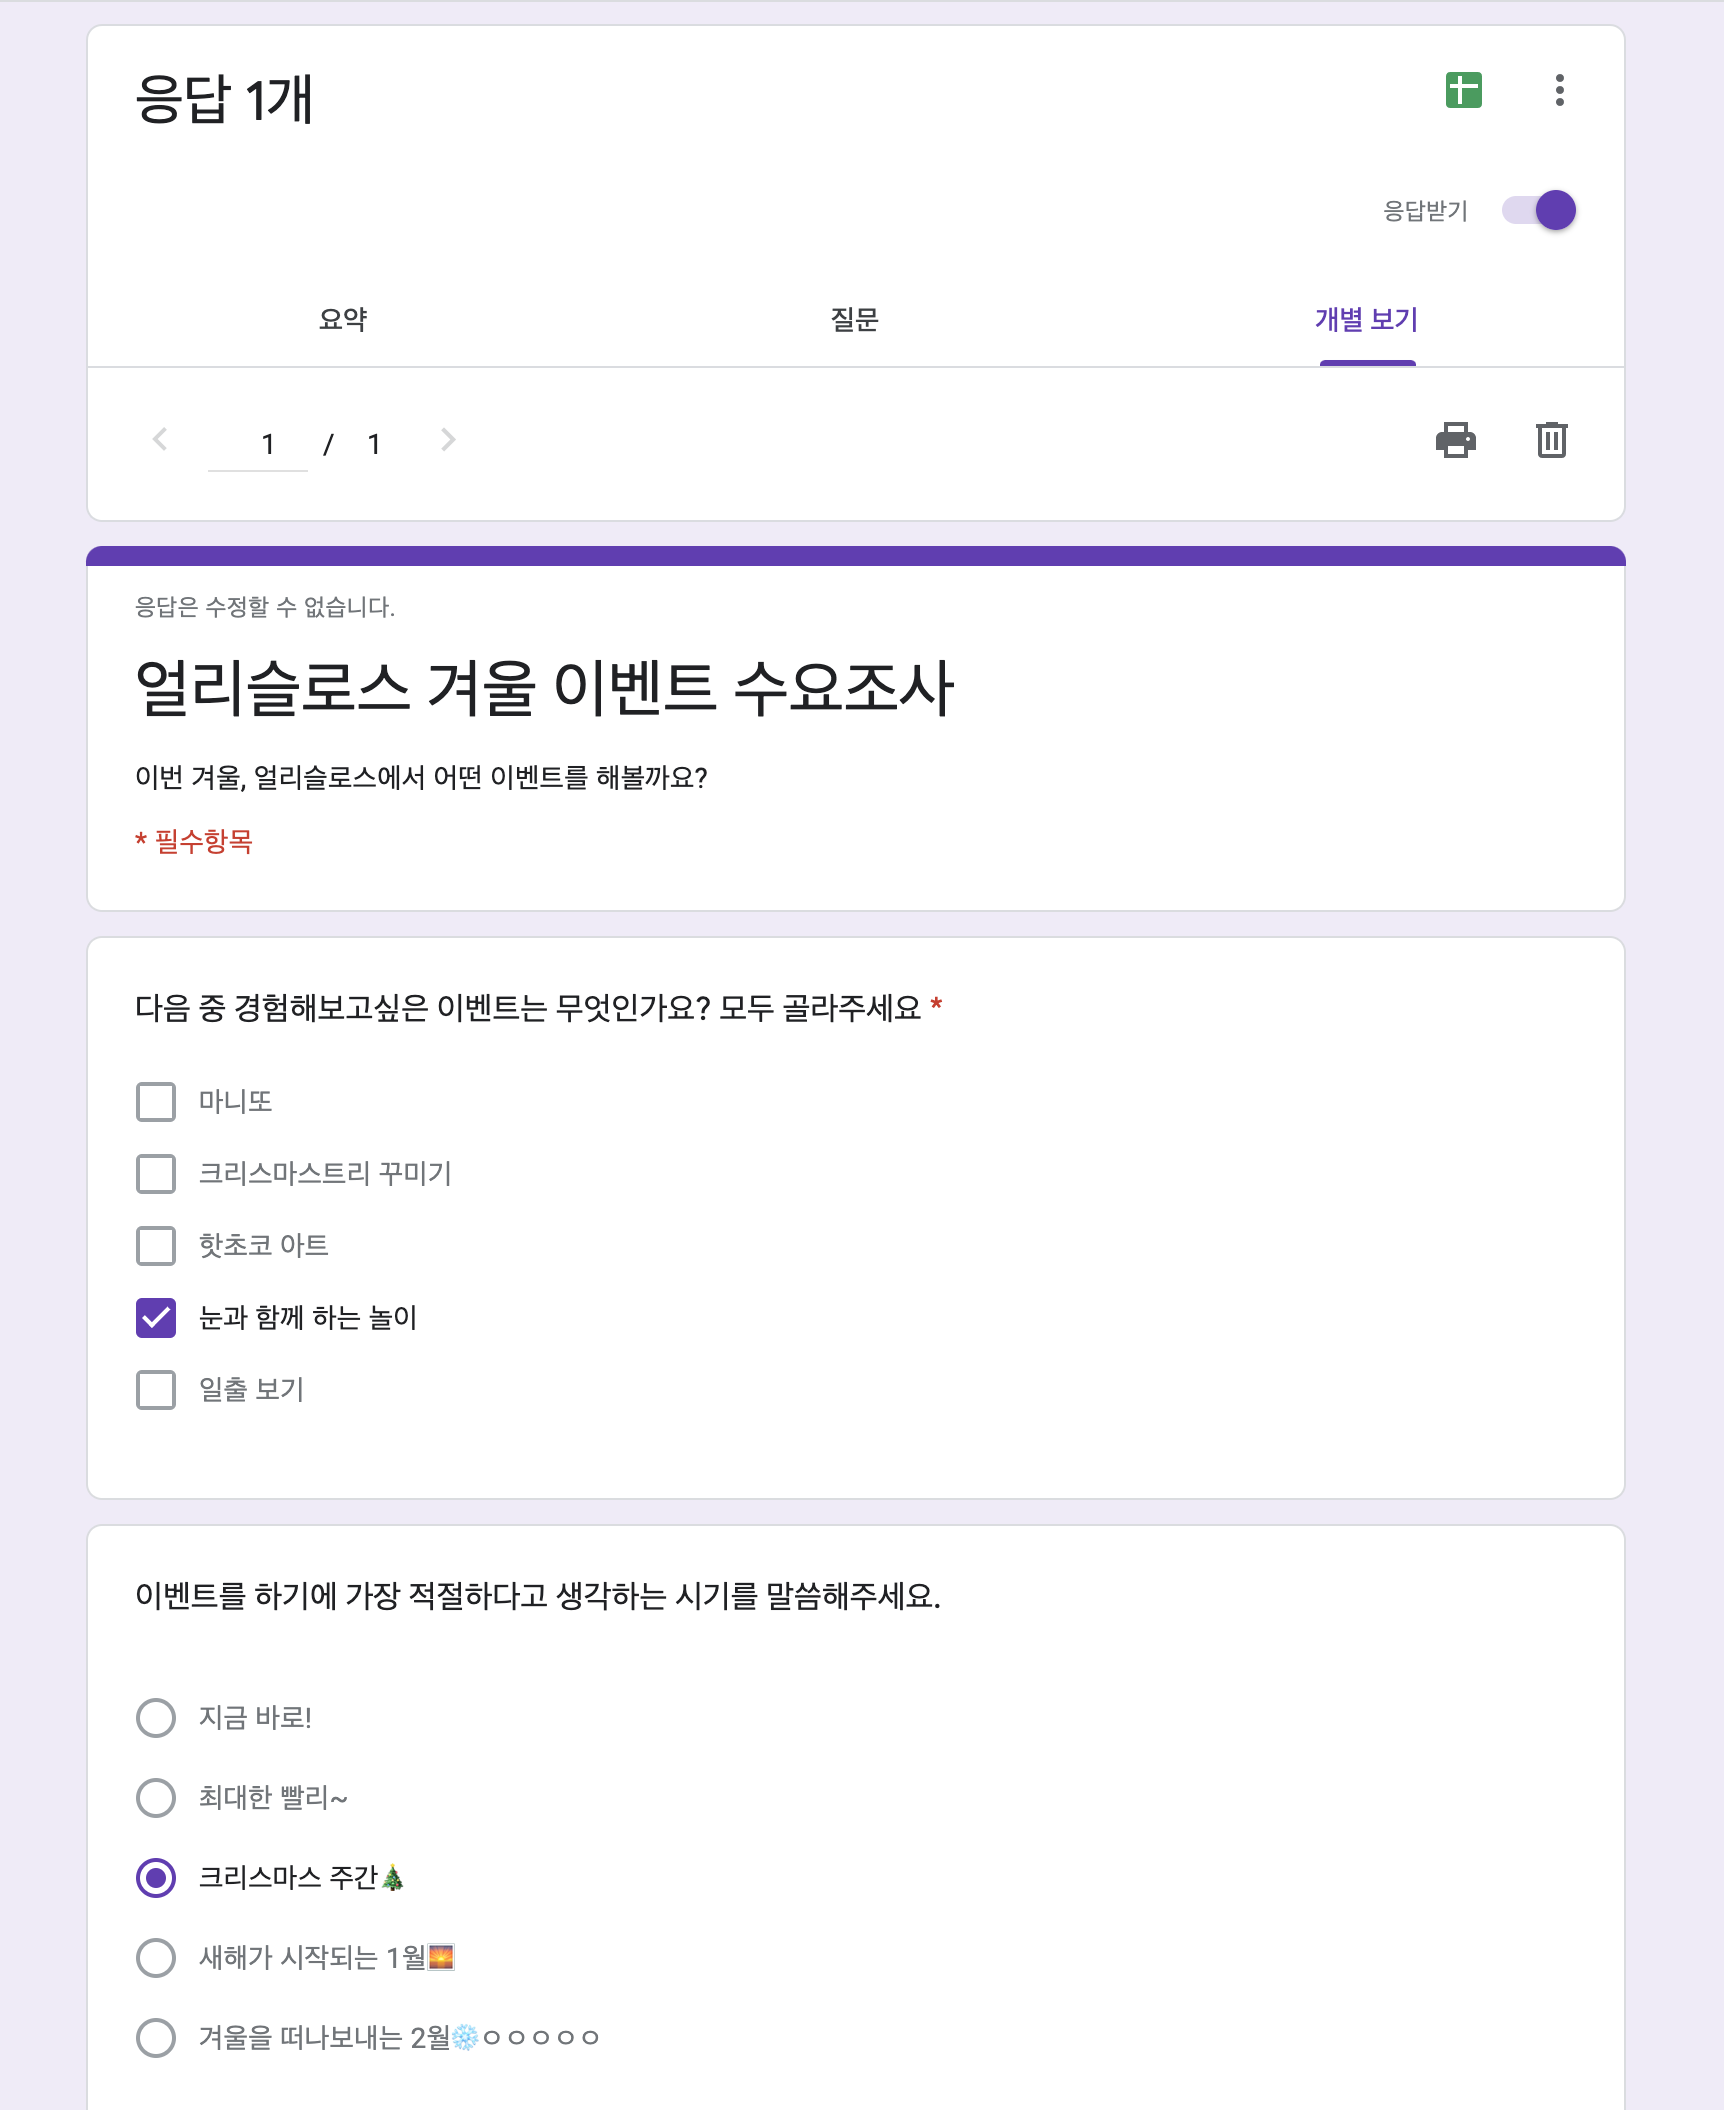 응답 1개
응답받기
요약 질문 개별 보기
1 / 1
응답은 수정할 수 없습니다.
얼리슬로스 겨울 이벤트 수요조사
이번 겨울, 얼리슬로스에서 어떤 이벤트를 해볼까요?
* 필수항목
다음 중 경험해보고싶은 이벤트는 무엇인가요? 모두 골라주세요 *
마니또
크리스마스트리 꾸미기
핫초코 아트
눈과 함께 하는 놀이
일출 보기
이벤트를 하기에 가장 적절하다고 생각하는 시기를 말씀해주세요.
지금 바로!
최대한 빨리~
크리스마스 주간🎄
새해가 시작되는 1월🌅
겨울을 떠나보내는 2월❄️ㅇㅇㅇㅇㅇ